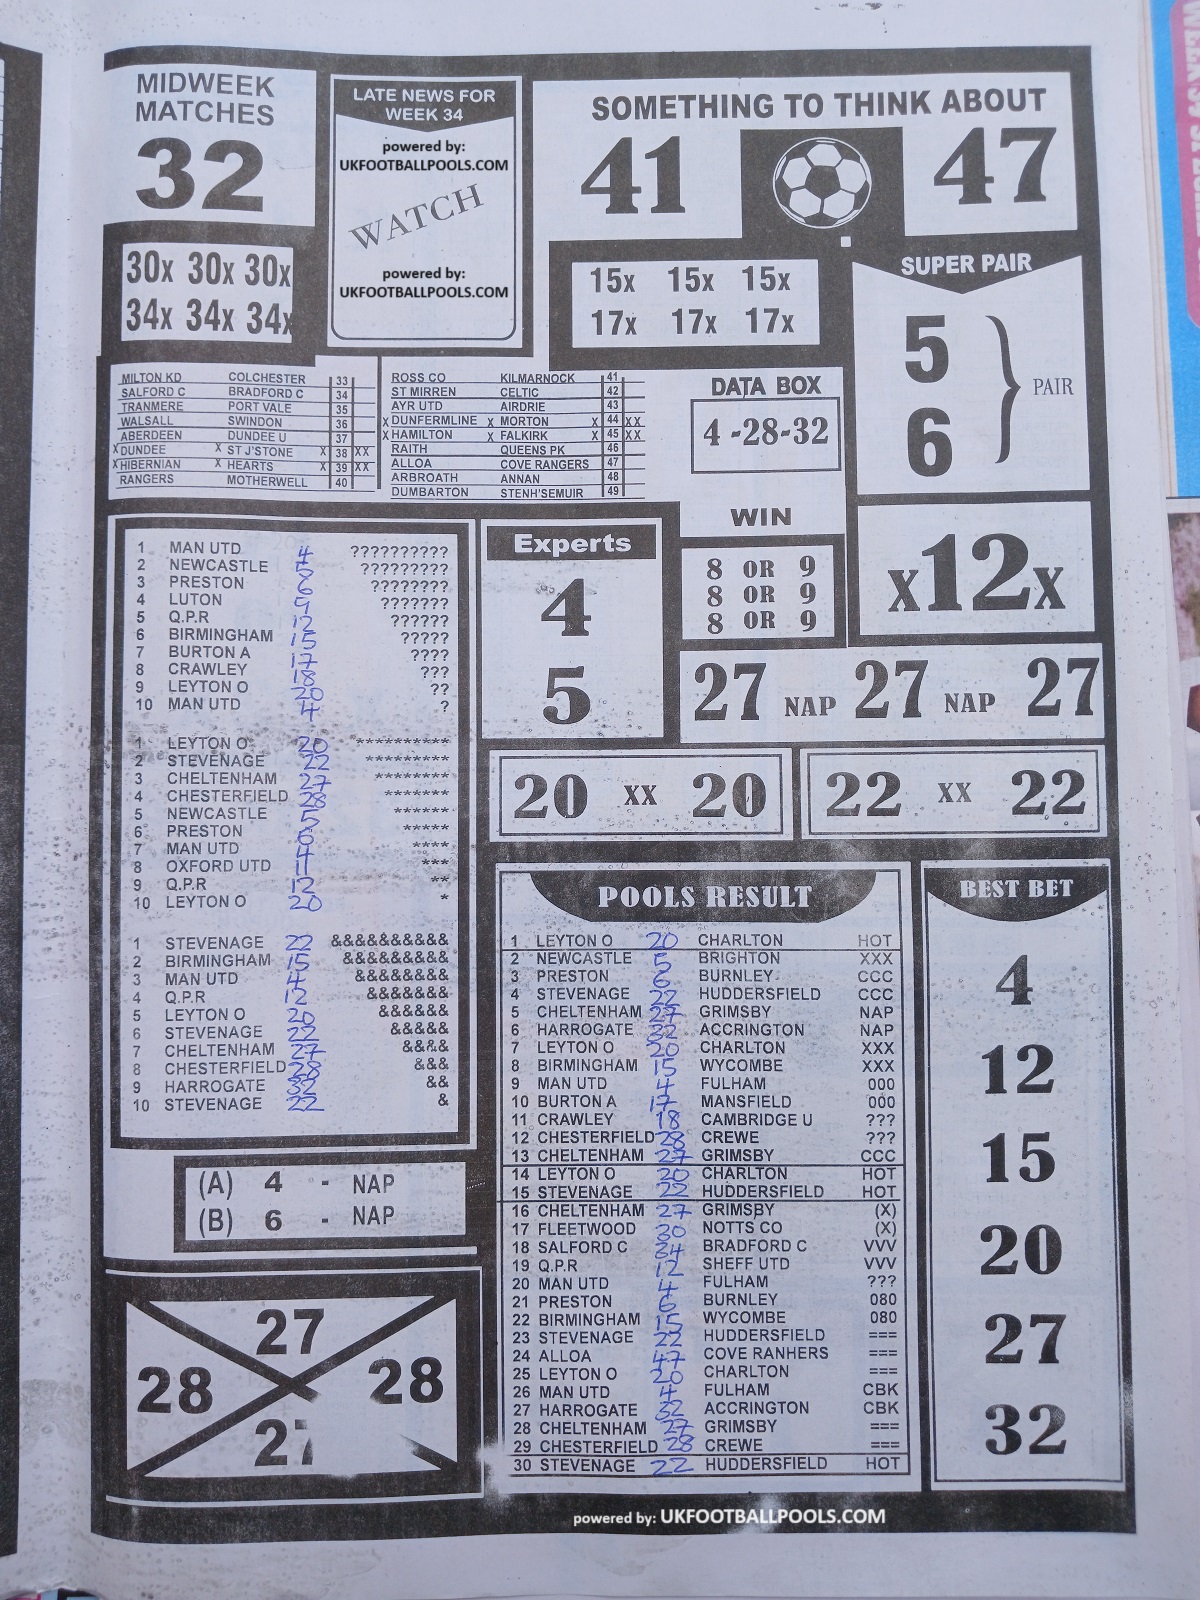 MIDWEEK
MATCHES
32
30x 30x 30x
34x 34x 34x
LATE NEWS FOR
WEEK 34
powered by:
UKFOOTBALLPOOLS.COM
WATCH
powered by:
UKFOOTBALLPOOLS.COM
SOMETHING TO THINK ABOUT
41 47
15x 15x 15x
17x 17x 17x
SUPER PAIR
5
6
PAIR
MILTON KD COLCHESTER 33
SALFORD C BRADFORD C 34
TRANMERE PORT VALE 35
WALSALL SWINDON 36
ABERDEEN DUNDEE U 37
X DUNDEE X ST J'STONE X 38 XX
X HIBERNIAN X HEARTS X 39 XX
RANGERS MOTHERWELL 40
ROSS CO KILMARNOCK 41
ST MIRREN CELTIC 42
AYR UTD AIRDRIE 43
X DUNFERMLINE X MORTON X 44 XX
X HAMILTON X FALKIRK X 45 XX
RAITH QUEENS PK 46
ALLOA COVE RANGERS 47
ARBROATH ANNAN 48
DUMBARTON STENH'SEMUIR 49
DATA BOX
4 -28-32
WIN
8 OR 9
8 OR 9
8 OR 9
x12x
1 MAN UTD 4 ??????????
2 NEWCASTLE 5 ?????????
3 PRESTON 6 ????????
4 LUTON 9 ???????
5 Q.P.R 12 ??????
6 BIRMINGHAM 15 ?????
7 BURTON A 17 ????
8 CRAWLEY 18 ???
9 LEYTON O 20 ??
10 MAN UTD 4 ?
1 LEYTON O 20 **********
2 STEVENAGE 22 *********
3 CHELTENHAM 27 ********
4 CHESTERFIELD 28 *******
5 NEWCASTLE 5 ******
6 PRESTON 6 *****
7 MAN UTD 4 ****
8 OXFORD UTD 11 ***
9 Q.P.R 12 **
10 LEYTON O 20 *
1 STEVENAGE 22 &&&&&&&&&&
2 BIRMINGHAM 15 &&&&&&&&&
3 MAN UTD 4 &&&&&&&&
4 Q.P.R 12 &&&&&&&
5 LEYTON O 20 &&&&&&
6 STEVENAGE 22 &&&&&
7 CHELTENHAM 27 &&&&
8 CHESTERFIELD 28 &&&
9 HARROGATE 32 &&
10 STEVENAGE 22 &
Experts
4
5
27 NAP 27 NAP 27
20 XX 20
22 XX 22
(A) 4 - NAP
(B) 6 - NAP
27
28 28
27
POOLS RESULT
1 LEYTON O 20 CHARLTON HOT
2 NEWCASTLE 5 BRIGHTON XXX
3 PRESTON 6 BURNLEY CCC
4 STEVENAGE 22 HUDDERSFIELD CCC
5 CHELTENHAM 27 GRIMSBY NAP
6 HARROGATE 32 ACCRINGTON NAP
7 LEYTON O 20 CHARLTON XXX
8 BIRMINGHAM 15 WYCOMBE XXX
9 MAN UTD 4 FULHAM 000
10 BURTON A 17 MANSFIELD 000
11 CRAWLEY 18 CAMBRIDGE U ???
12 CHESTERFIELD 28 CREWE ???
13 CHELTENHAM 27 GRIMSBY CCC
14 LEYTON O 20 CHARLTON HOT
15 STEVENAGE 22 HUDDERSFIELD HOT
16 CHELTENHAM 27 GRIMSBY (X)
17 FLEETWOOD 30 NOTTS CO (X)
18 SALFORD C 34 BRADFORD C VVV
19 Q.P.R 12 SHEFF UTD VVV
20 MAN UTD 4 FULHAM ???
21 PRESTON 6 BURNLEY 080
22 BIRMINGHAM 15 WYCOMBE 080
23 STEVENAGE 22 HUDDERSFIELD ===
24 ALLOA 47 COVE RANHERS ===
25 LEYTON O 20 CHARLTON ===
26 MAN UTD 4 FULHAM CBK
27 HARROGATE 32 ACCRINGTON CBK
28 CHELTENHAM 27 GRIMSBY ===
29 CHESTERFIELD 28 CREWE ===
30 STEVENAGE 22 HUDDERSFIELD HOT
BEST BET
4
12
15
20
27
32
powered by: UKFOOTBALLPOOLS.COM